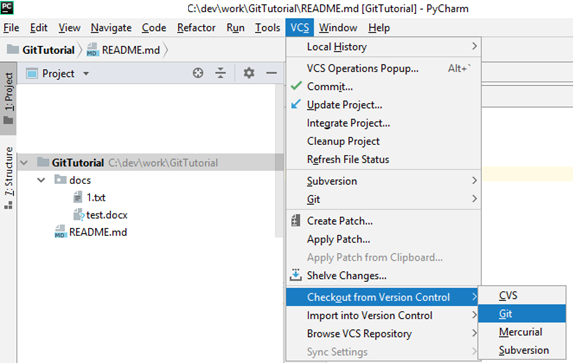 PC C:\dev\work\GitTutorial\README.md [GitTutorial] - PyCharm
File Edit View Navigate Code Refactor Run Tools VCS Window Help
GitTutorial README.md
Project
1: Project
7: Structure
GitTutorial C:\dev\work\GitTutorial
docs
1.txt
test.docx
README.md
Local History
VCS Operations Popup... Alt+`
Commit...
Update Project...
Integrate Project...
Cleanup Project
Refresh File Status
Subversion
Git
Create Patch...
Apply Patch...
Apply Patch from Clipboard...
Shelve Changes...
Checkout from Version Control
Import into Version Control
Browse VCS Repository
Sync Settings
CVS
Git
Mercurial
Subversion